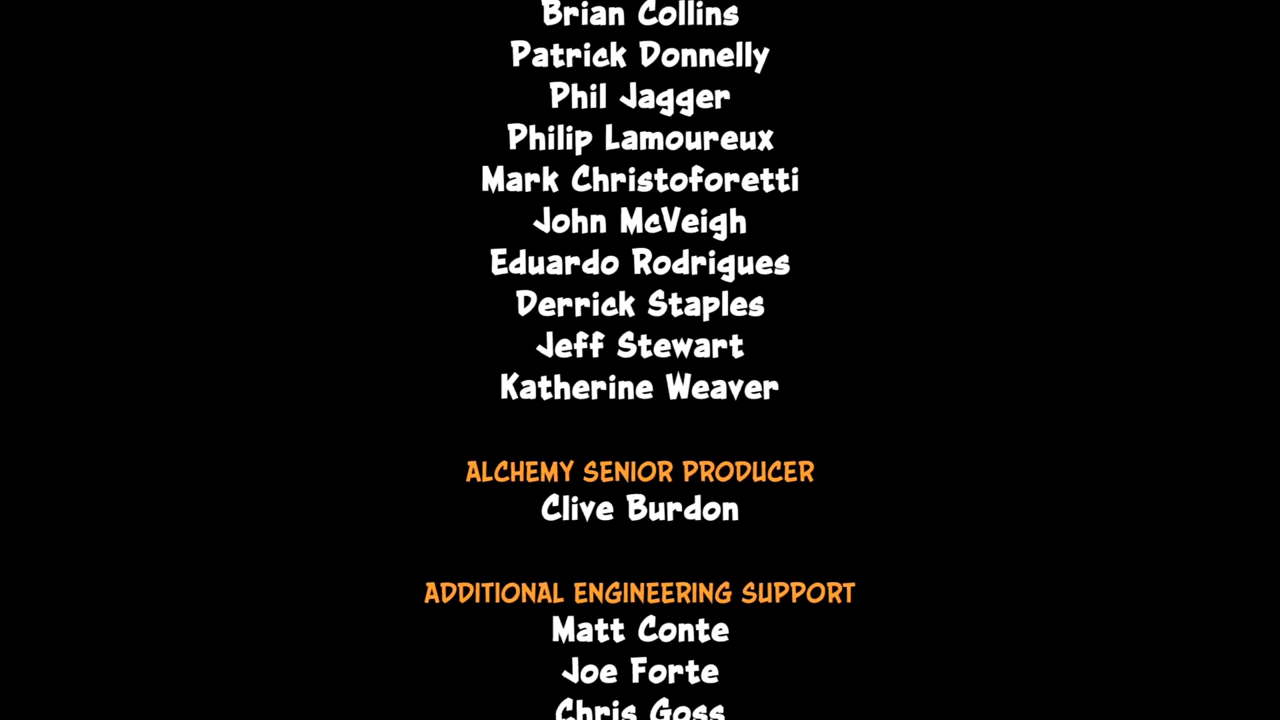 Brian Collins
Patrick Donnelly
Phil Jagger
Philip Lamoureux
Mark Christoforetti
John McVeigh
Eduardo Rodrigues
Derrick Staples
Jeff Stewart
Katherine Weaver
ALCHEMY SENIOR PRODUCER
Clive Burdon
ADDITIONAL ENGINEERING SUPPORT
Matt Conte
Joe Forte
Chris Goss